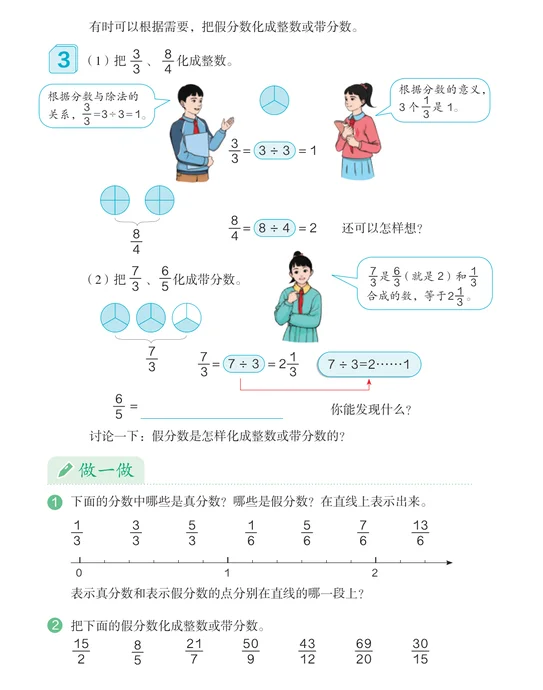 有时可以根据需要，把假分数化成整数或带分数。
3 （1）把 3/3 、 8/4 化成整数。
根据分数与除法的
关系，3/3=3÷3=1。
根据分数的意义，
3 个 1/3 是 1。
3/3 = 3 ÷ 3 = 1
8/4
8/4 = 8 ÷ 4 = 2 还可以怎样想？
（2）把 7/3 、 6/5 化成带分数。
7/3 是 6/3（就是 2）和 1/3
合成的数，等于2 1/3。
7/3
7/3 = 7 ÷ 3 = 2 1/3 7 ÷ 3=2……1
6/5 = 你能发现什么？
讨论一下：假分数是怎样化成整数或带分数的？
做一做
1 下面的分数中哪些是真分数？哪些是假分数？在直线上表示出来。
1/3 3/3 5/3 1/6 5/6 7/6 13/6
0 1 2
表示真分数和表示假分数的点分别在直线的哪一段上？
2 把下面的假分数化成整数或带分数。
15/2 8/5 21/7 50/9 43/12 69/20 30/15